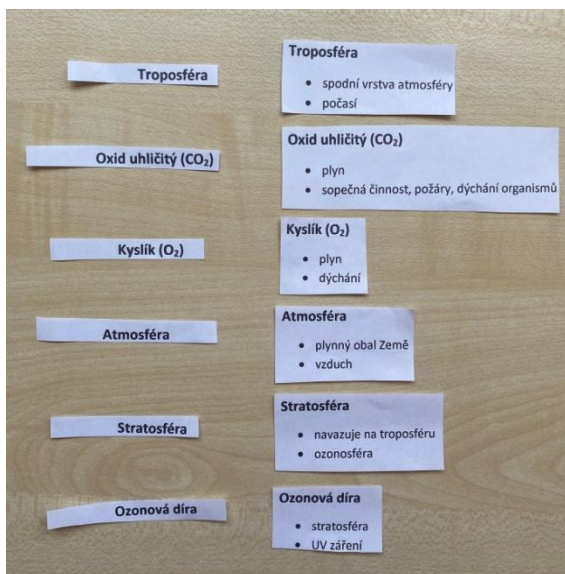 Troposféra
Troposféra
• spodní vrstva atmosféry
• počasí
Oxid uhličitý (CO₂)
Oxid uhličitý (CO₂)
• plyn
• sopečná činnost, požáry, dýchání organismů
Kyslík (O₂)
Kyslík (O₂)
• plyn
• dýchání
Atmosféra
Atmosféra
• plynný obal Země
• vzduch
Stratosféra
Stratosféra
• navazuje na troposféru
• ozonosféra
Ozonová díra
Ozonová díra
• stratosféra
• UV záření